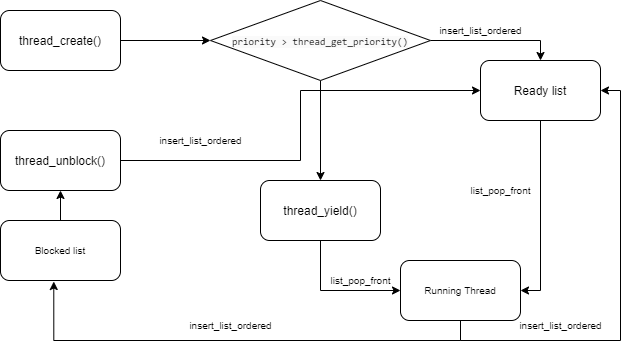 thread_create()
priority > thread_get_priority()
insert_list_ordered
Ready list
insert_list_ordered
thread_unblock()
list_pop_front
thread_yield()
Blocked list
list_pop_front
Running Thread
insert_list_ordered
insert_list_ordered